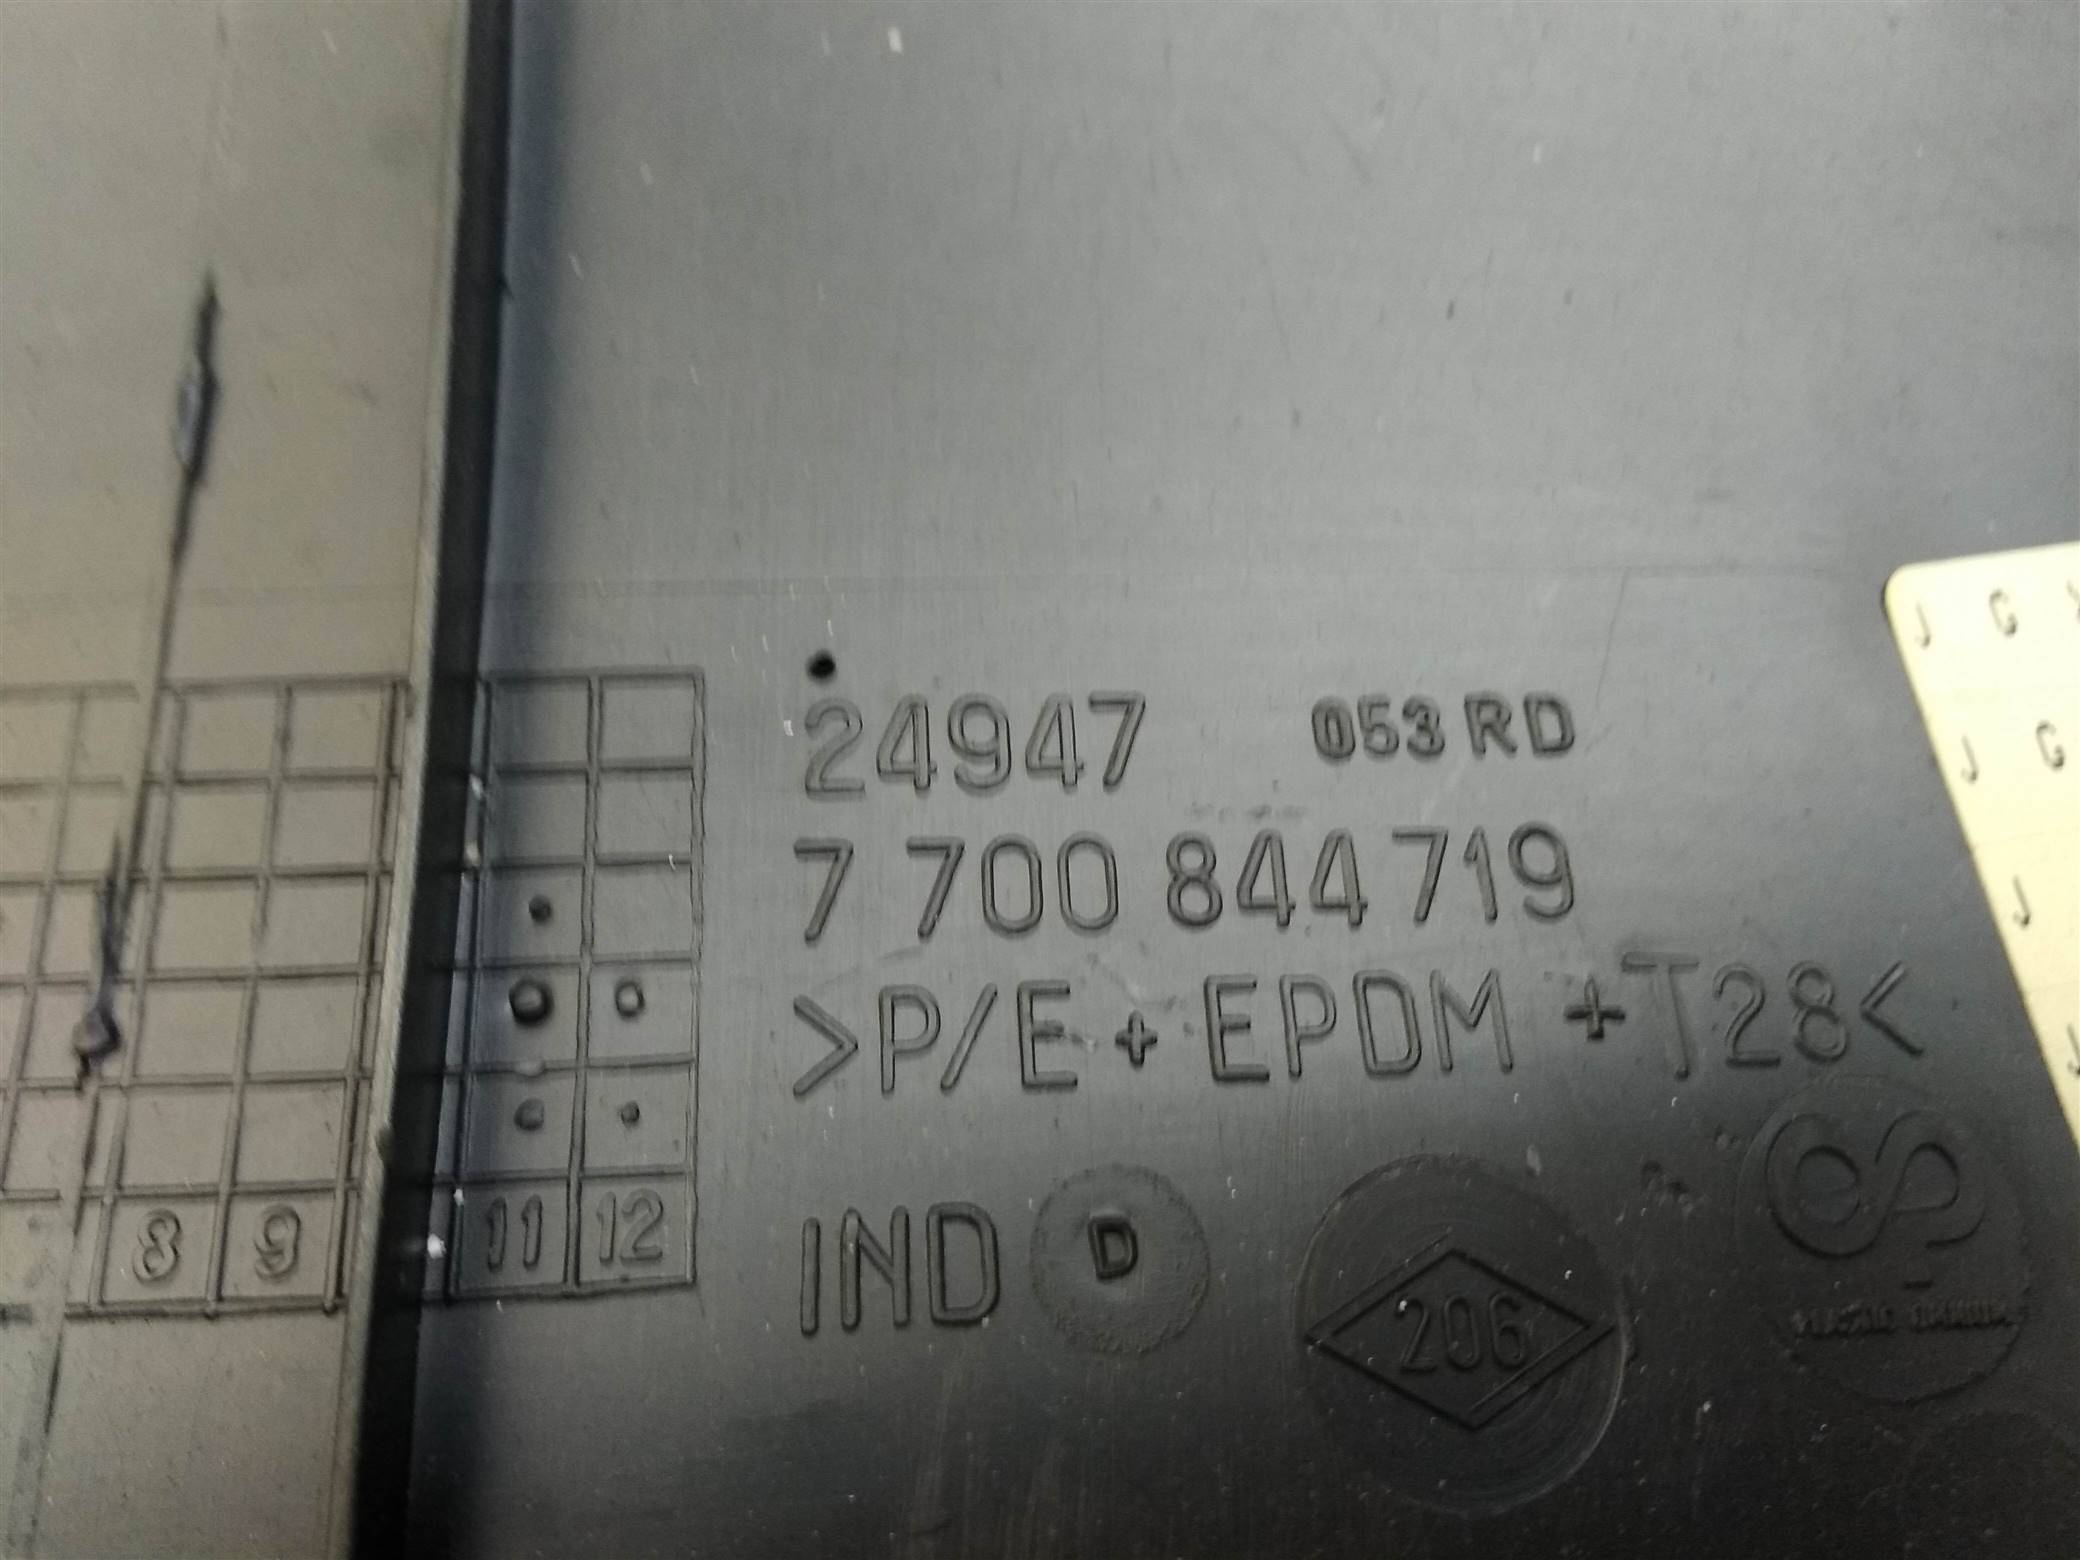 24947 053 RD
7 700 844 719
>P/E + EPDM + T28<
IND D
206
8 9 11 12
J G
J G
J
J